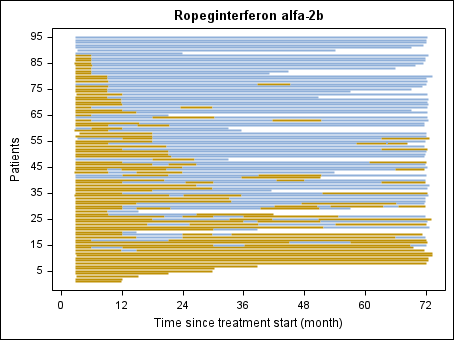 Ropeginterferon alfa-2b
Patients
95
85
75
65
55
45
35
25
15
5
0 12 24 36 48 60 72
Time since treatment start (month)